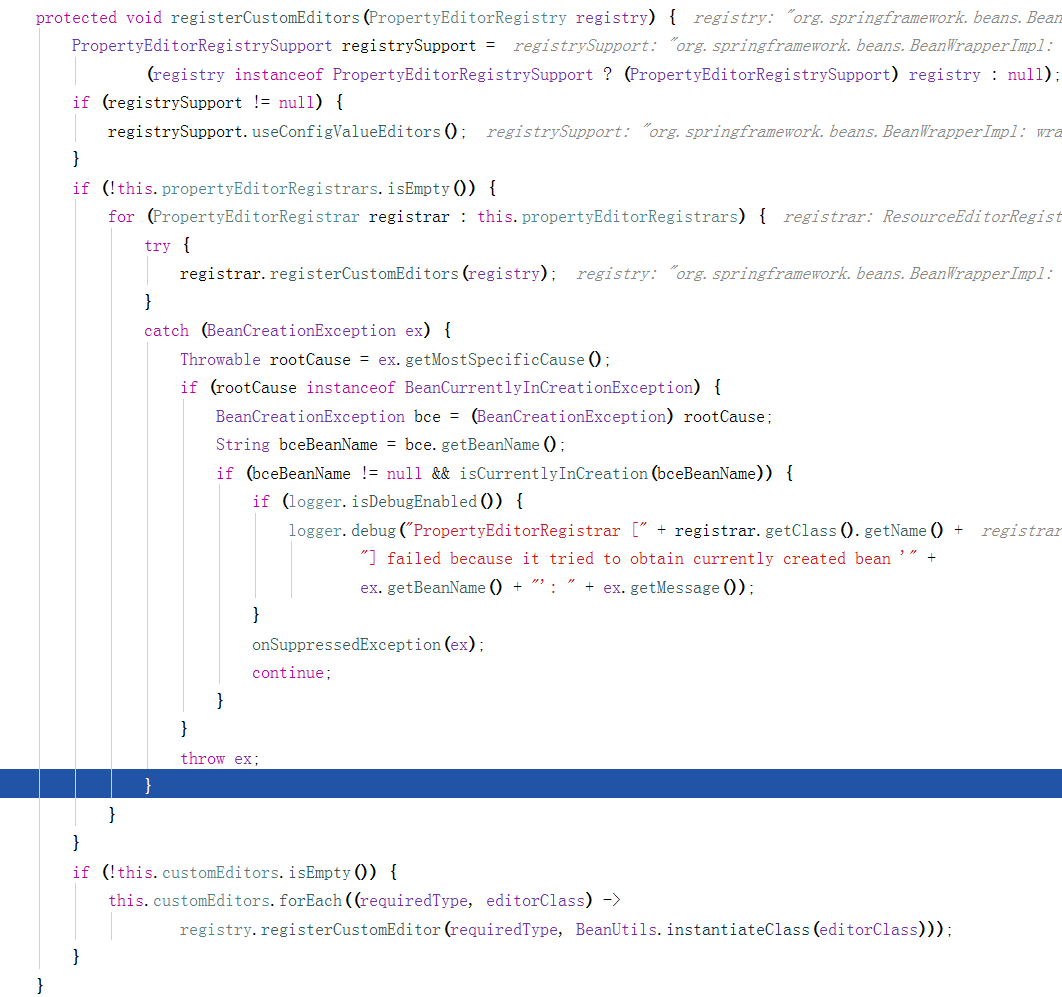 protected void registerCustomEditors(PropertyEditorRegistry registry) {  registry: "org.springframework.beans.Bean
    PropertyEditorRegistrySupport registrySupport =  registrySupport: "org.springframework.beans.BeanWrapperImpl:
            (registry instanceof PropertyEditorRegistrySupport ? (PropertyEditorRegistrySupport) registry : null);
    if (registrySupport != null) {
        registrySupport.useConfigValueEditors();  registrySupport: "org.springframework.beans.BeanWrapperImpl: wra
    }
    if (!this.propertyEditorRegistrars.isEmpty()) {
        for (PropertyEditorRegistrar registrar : this.propertyEditorRegistrars) {  registrar: ResourceEditorRegist
            try {
                registrar.registerCustomEditors(registry);  registry: "org.springframework.beans.BeanWrapperImpl:
            }
            catch (BeanCreationException ex) {
                Throwable rootCause = ex.getMostSpecificCause();
                if (rootCause instanceof BeanCurrentlyInCreationException) {
                    BeanCreationException bce = (BeanCreationException) rootCause;
                    String bceBeanName = bce.getBeanName();
                    if (bceBeanName != null && isCurrentlyInCreation(bceBeanName)) {
                        if (logger.isDebugEnabled()) {
                            logger.debug("PropertyEditorRegistrar [" + registrar.getClass().getName() +  registrar
                                    "] failed because it tried to obtain currently created bean '" +
                                    ex.getBeanName() + "': " + ex.getMessage());
                        }
                        onSuppressedException(ex);
                        continue;
                    }
                }
                throw ex;
            }
        }
    }
    if (!this.customEditors.isEmpty()) {
        this.customEditors.forEach((requiredType, editorClass) ->
                registry.registerCustomEditor(requiredType, BeanUtils.instantiateClass(editorClass)));
    }
}